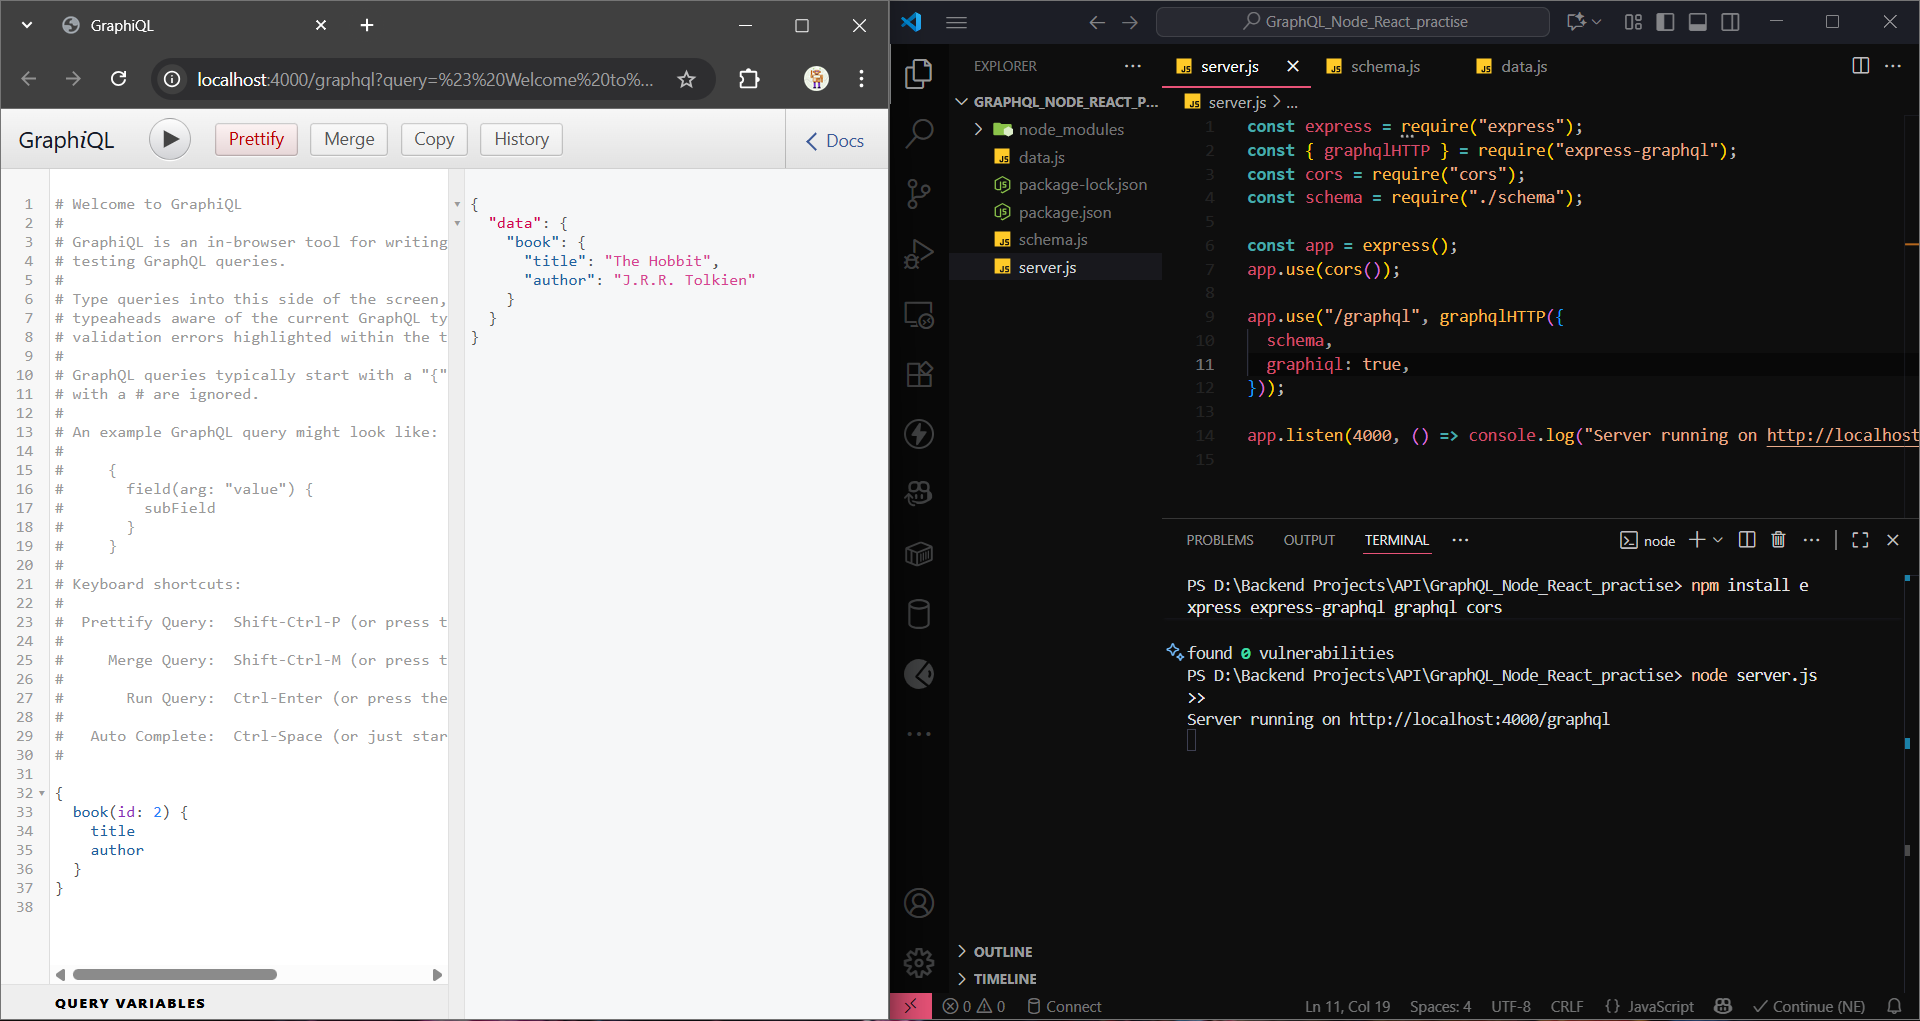 GraphiQL
localhost:4000/graphql?query=%23%20Welcome%20to%...
GraphiQL
Prettify
Merge
Copy
History
Docs
1 # Welcome to GraphiQL
2 #
3 # GraphiQL is an in-browser tool for writing
4 # testing GraphQL queries.
5 #
6 # Type queries into this side of the screen,
7 # typeaheads aware of the current GraphQL ty
8 # validation errors highlighted within the t
9 #
10 # GraphQL queries typically start with a "{"
11 # with a # are ignored.
12 #
13 # An example GraphQL query might look like:
14 #
15 #     {
16 #       field(arg: "value") {
17 #         subField
18 #       }
19 #     }
20 #
21 # Keyboard shortcuts:
22 #
23 #  Prettify Query:  Shift-Ctrl-P (or press t
24 #
25 #     Merge Query:  Shift-Ctrl-M (or press t
26 #
27 #       Run Query:  Ctrl-Enter (or press the
28 #
29 #   Auto Complete:  Ctrl-Space (or just star
30 #
31
32 {
33   book(id: 2) {
34     title
35     author
36   }
37 }
38
QUERY VARIABLES
{
  "data": {
    "book": {
      "title": "The Hobbit",
      "author": "J.R.R. Tolkien"
    }
  }
}
GraphQL_Node_React_practise
EXPLORER
GRAPHQL_NODE_REACT_P...
node_modules
data.js
package-lock.json
package.json
schema.js
server.js
OUTLINE
TIMELINE
server.js
schema.js
data.js
server.js > ...
1 const express = require("express");
2 const { graphqlHTTP } = require("express-graphql");
3 const cors = require("cors");
4 const schema = require("./schema");
5
6 const app = express();
7 app.use(cors());
8
9 app.use("/graphql", graphqlHTTP({
10   schema,
11   graphiql: true,
12 }));
13
14 app.listen(4000, () => console.log("Server running on http://localhost
15
PROBLEMS
OUTPUT
TERMINAL
node
PS D:\Backend Projects\API\GraphQL_Node_React_practise> npm install e
xpress express-graphql graphql cors
found 0 vulnerabilities
PS D:\Backend Projects\API\GraphQL_Node_React_practise> node server.js
>>
Server running on http://localhost:4000/graphql
0 0
Connect
Ln 11, Col 19
Spaces: 4
UTF-8
CRLF
{} JavaScript
Continue (NE)